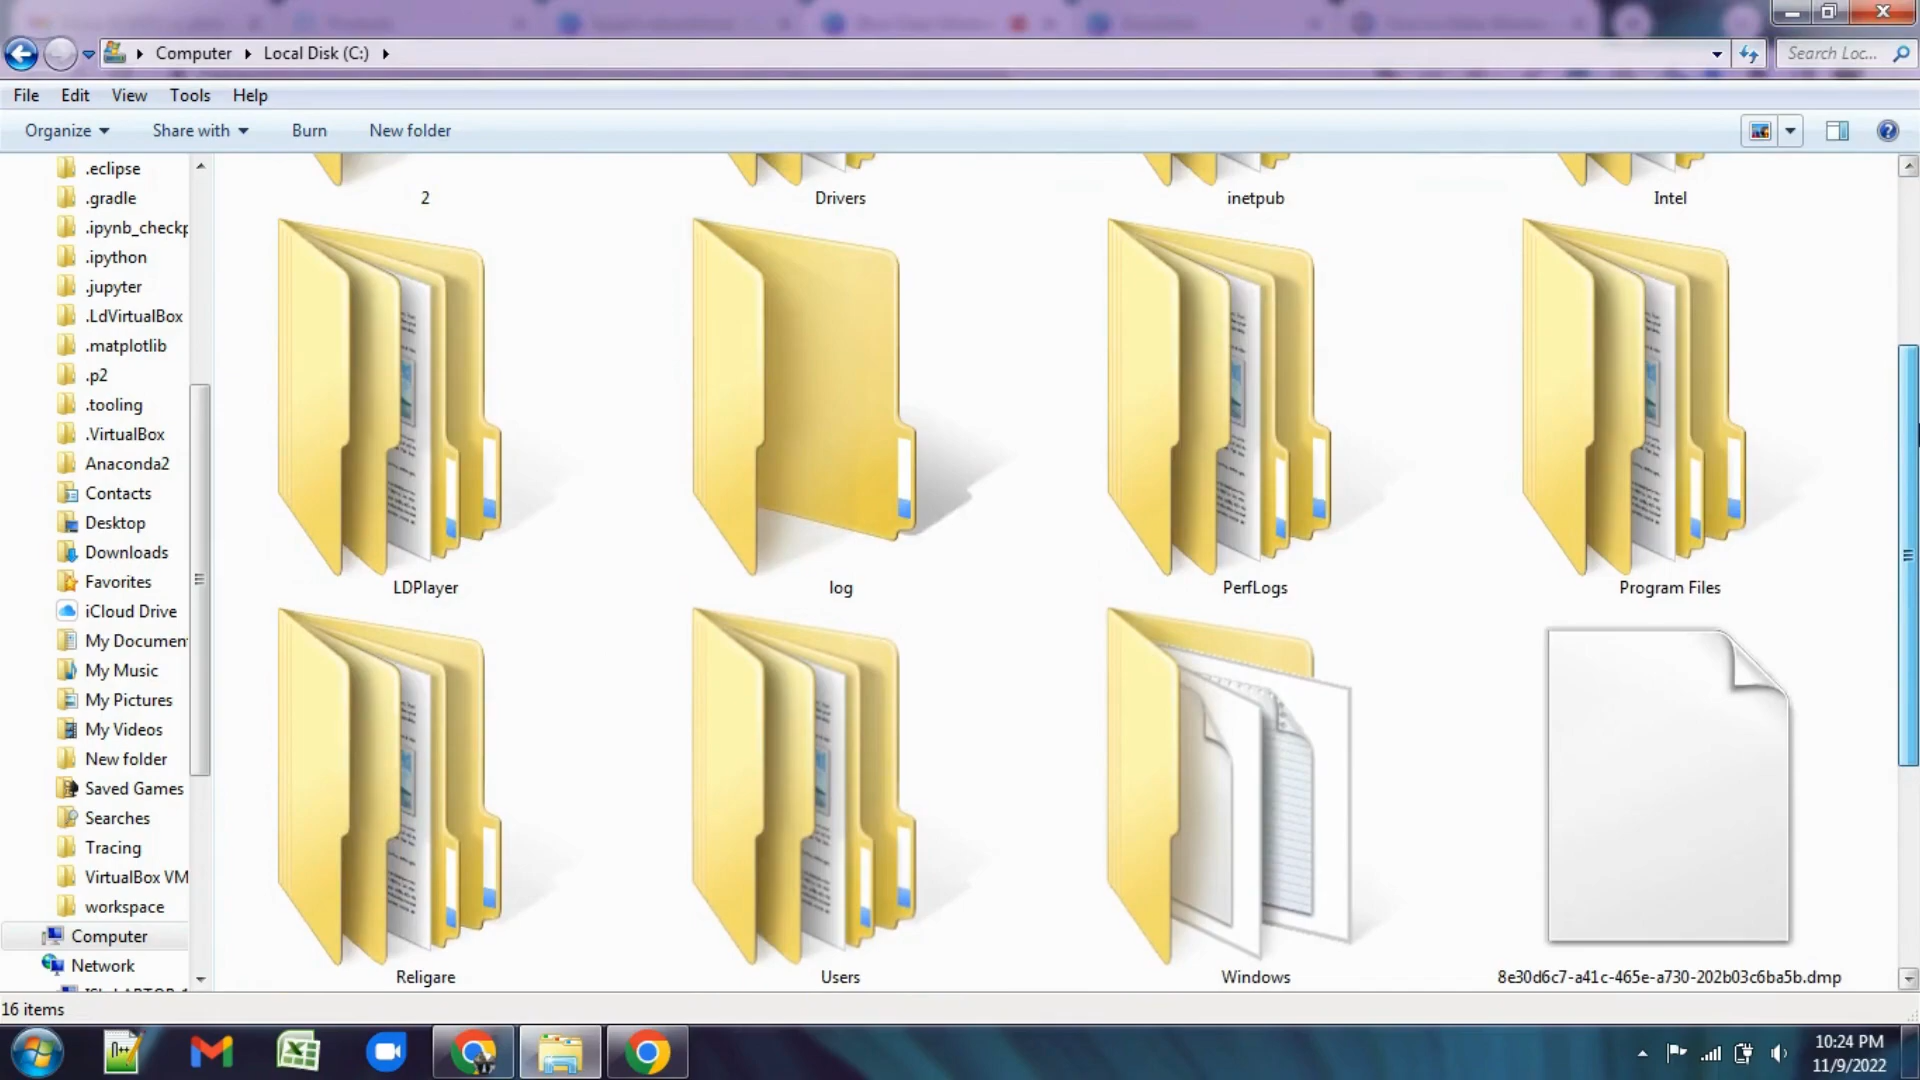 Computer Local Disk (C:)
Search Loc...
File Edit View Tools Help
Organize Share with Burn New folder
.eclipse
.gradle
.ipynb_checkp
.ipython
.jupyter
.LdVirtualBox
.matplotlib
.p2
.tooling
.VirtualBox
Anaconda2
Contacts
Desktop
Downloads
Favorites
iCloud Drive
My Documen
My Music
My Pictures
My Videos
New folder
Saved Games
Searches
Tracing
VirtualBox VM
workspace
Computer
Network
2 Drivers inetpub Intel
LDPlayer log PerfLogs Program Files
Religare Users Windows 8e30d6c7-a41c-465e-a730-202b03c6ba5b.dmp
16 items
10:24 PM
11/9/2022